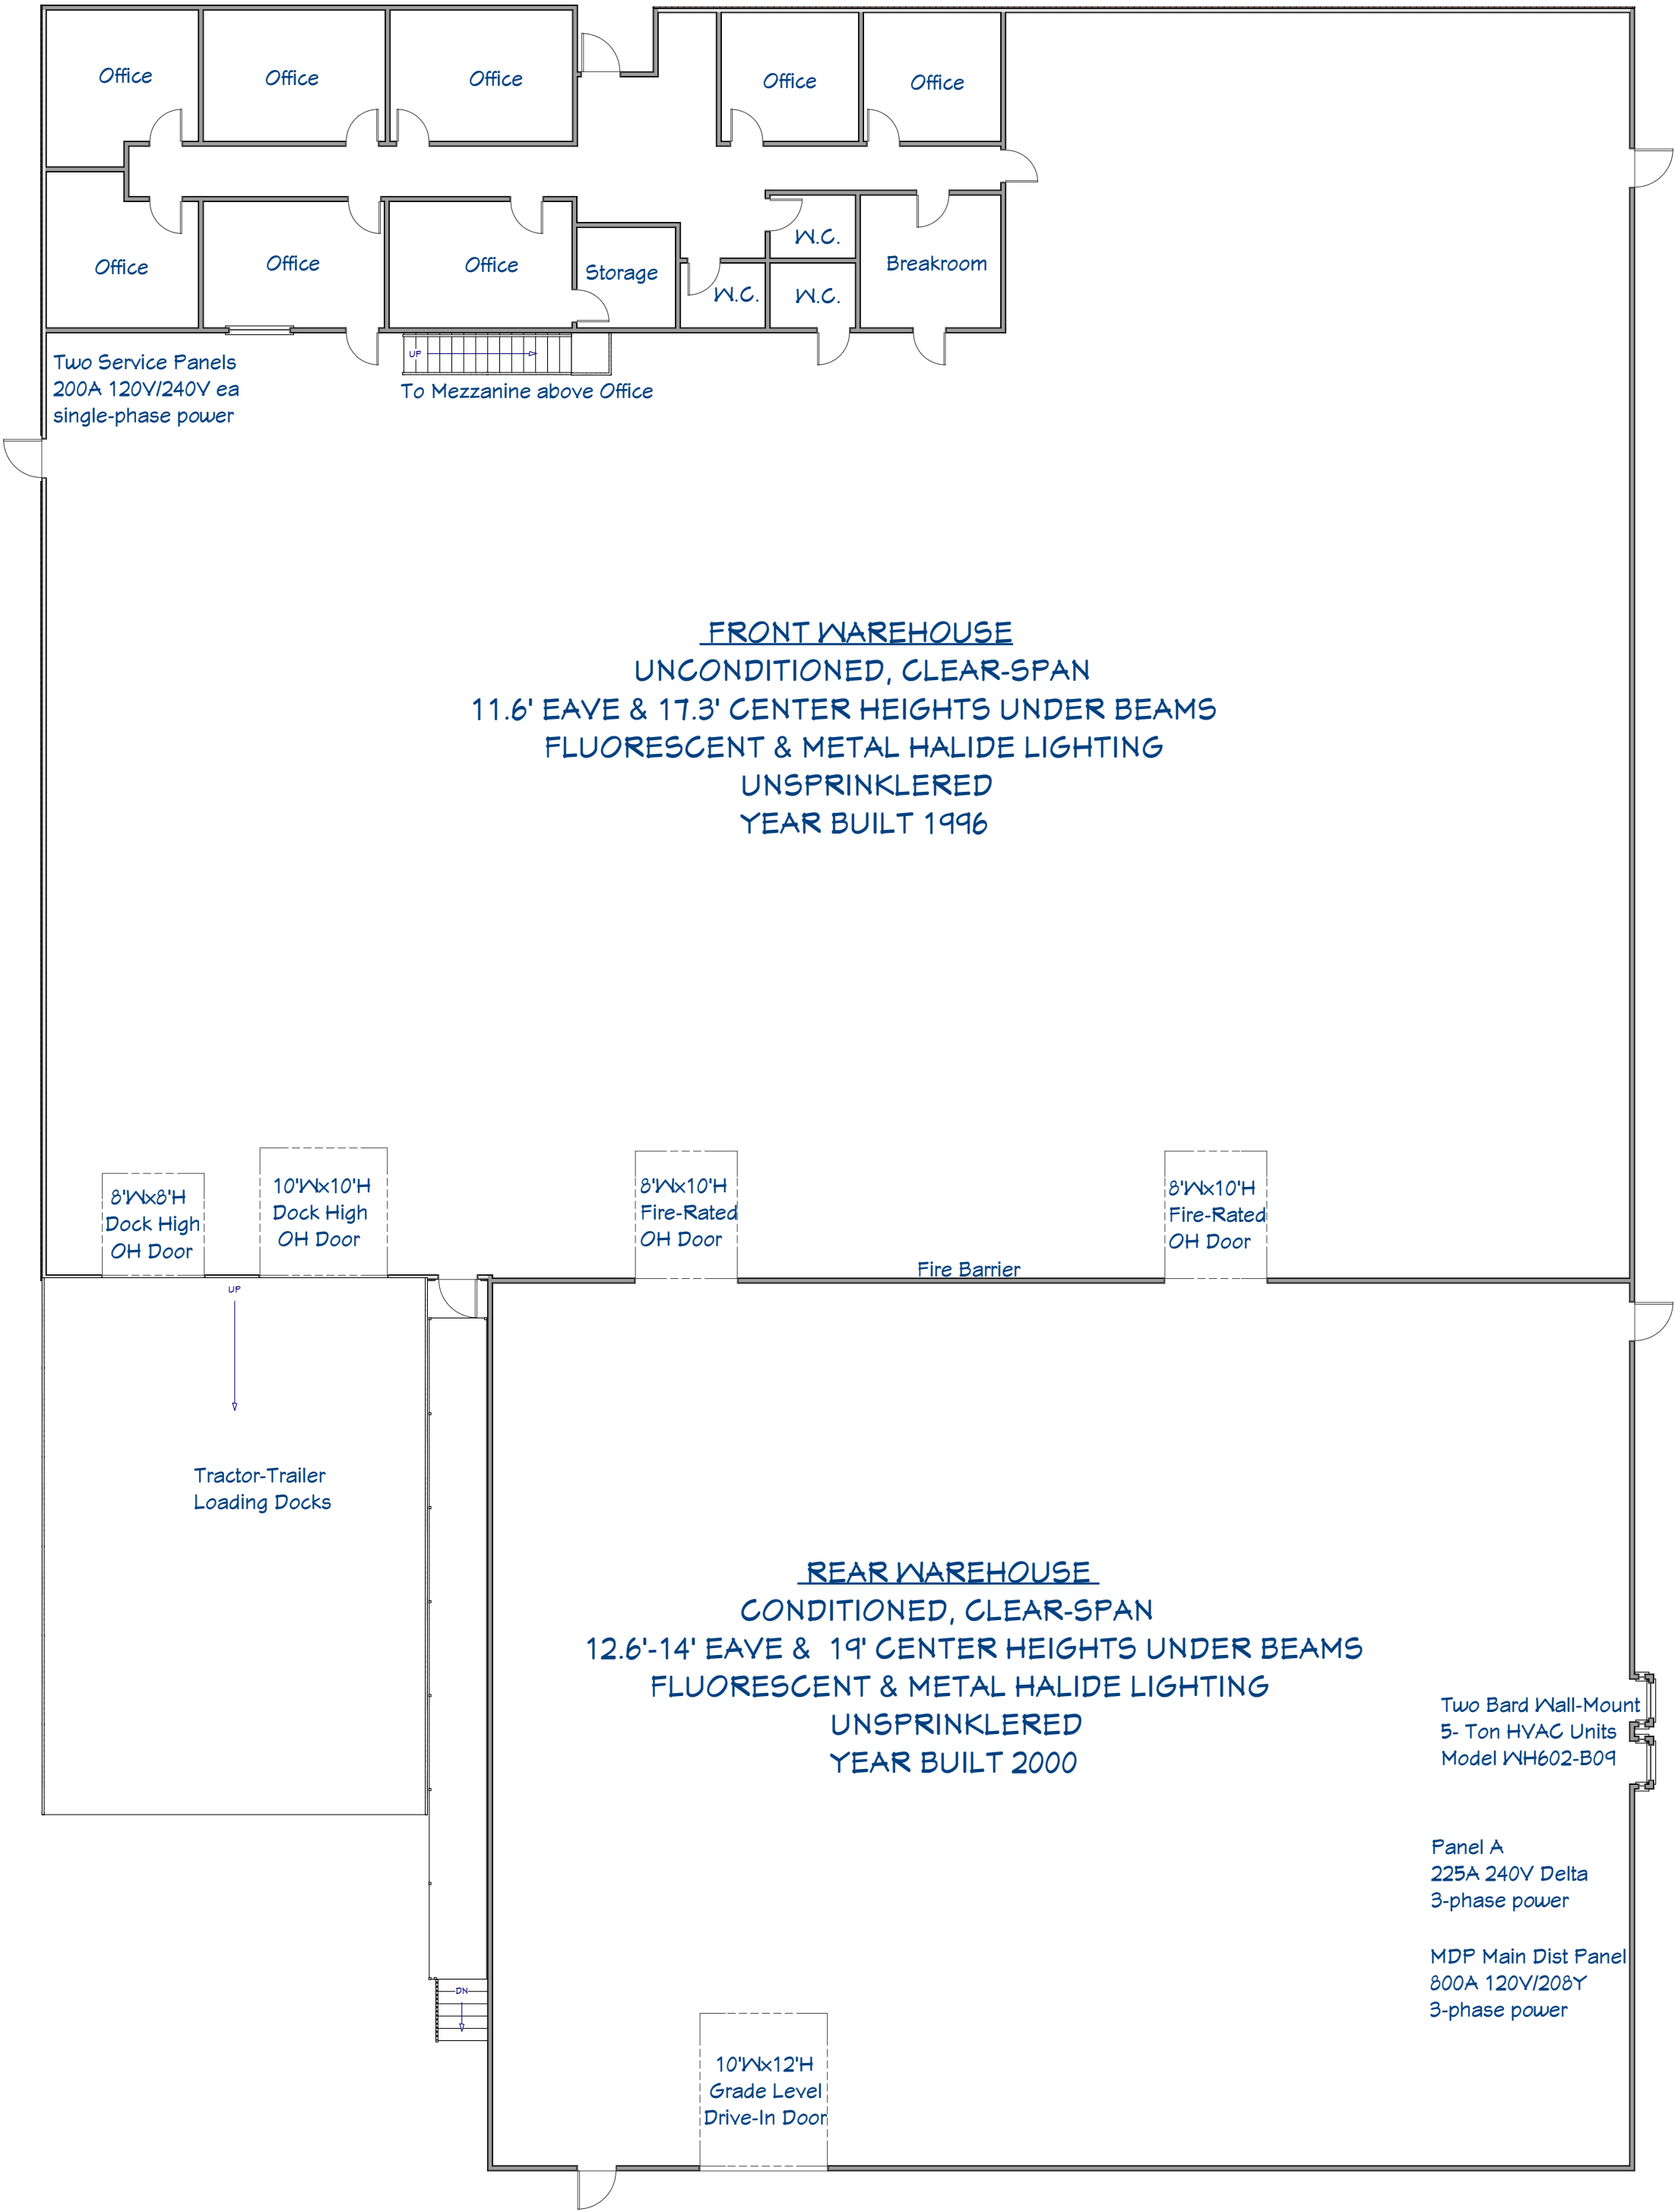 Office
Office
Office
Office
Office
Office
Office
Office
Storage
W.C.
W.C.
W.C.
Breakroom
Two Service Panels
200A 120V/240V ea
single-phase power
UP
To Mezzanine above Office
FRONT WAREHOUSE
UNCONDITIONED, CLEAR-SPAN
11.6' EAVE & 17.3' CENTER HEIGHTS UNDER BEAMS
FLUORESCENT & METAL HALIDE LIGHTING
UNSPRINKLERED
YEAR BUILT 1996
8'Wx8'H
Dock High
OH Door
10'Wx10'H
Dock High
OH Door
8'Wx10'H
Fire-Rated
OH Door
8'Wx10'H
Fire-Rated
OH Door
Fire Barrier
UP
Tractor-Trailer
Loading Docks
REAR WAREHOUSE
CONDITIONED, CLEAR-SPAN
12.6'-14' EAVE & 19' CENTER HEIGHTS UNDER BEAMS
FLUORESCENT & METAL HALIDE LIGHTING
UNSPRINKLERED
YEAR BUILT 2000
Two Bard Wall-Mount
5- Ton HVAC Units
Model WH602-B09
Panel A
225A 240V Delta
3-phase power
MDP Main Dist Panel
800A 120V/208Y
3-phase power
DN
10'Wx12'H
Grade Level
Drive-In Door